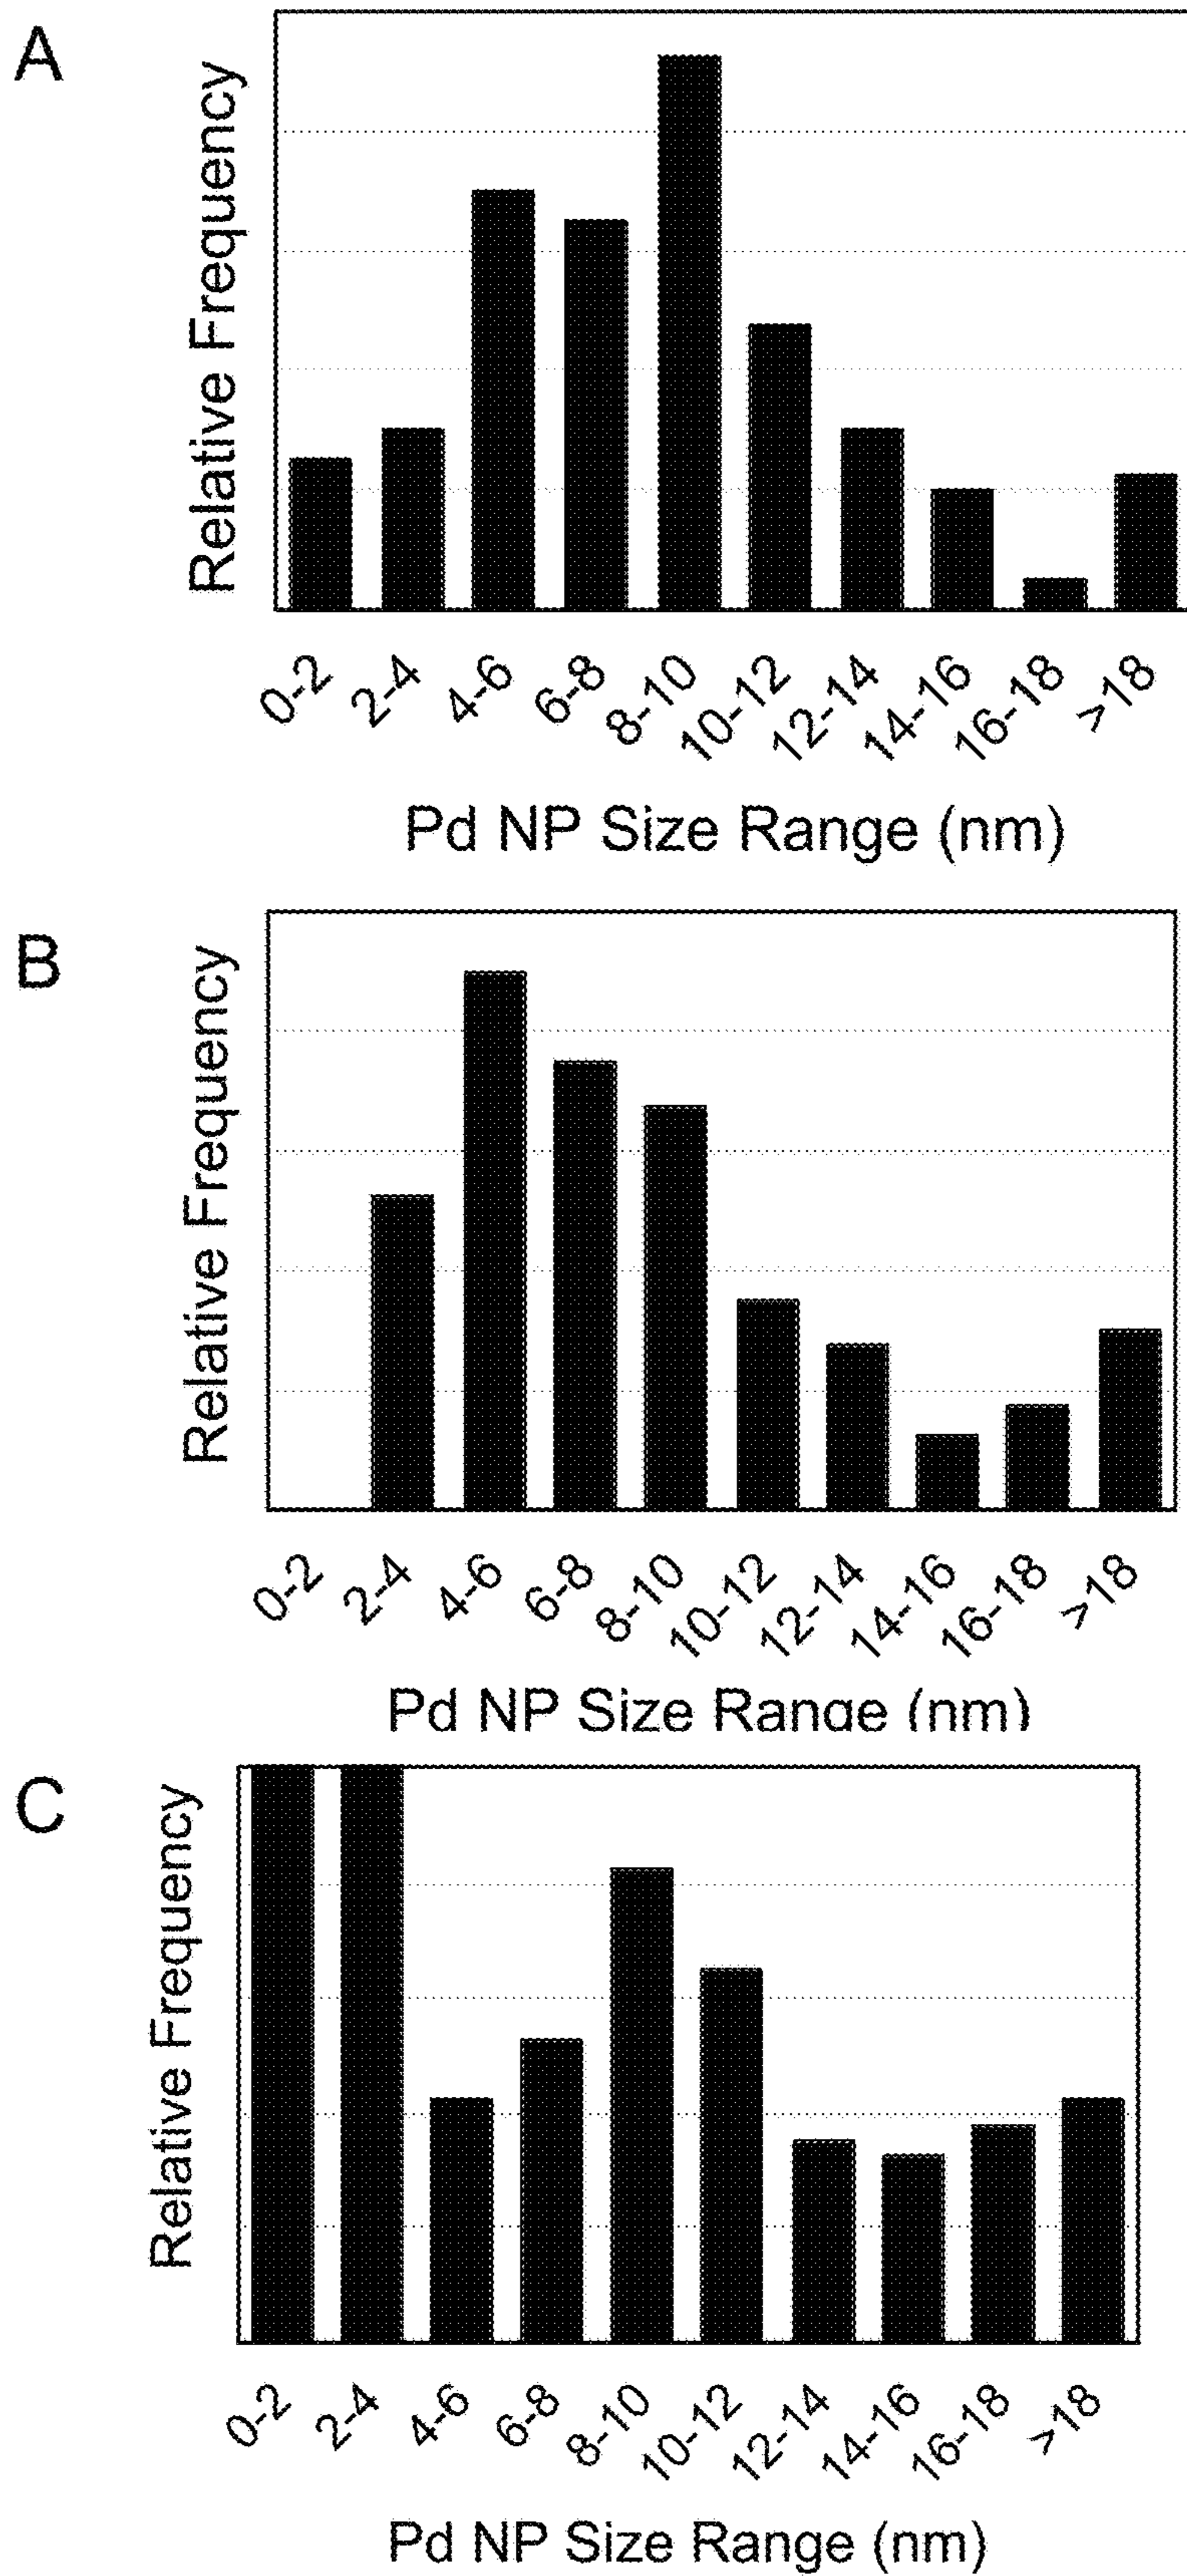 A
Relative Frequency
0-2 2-4 4-6 6-8 8-10 10-12 12-14 14-16 16-18 >18
Pd NP Size Range (nm)
B
Relative Frequency
0-2 2-4 4-6 6-8 8-10 10-12 12-14 14-16 16-18 >18
Pd NP Size Range (nm)
C
Relative Frequency
0-2 2-4 4-6 6-8 8-10 10-12 12-14 14-16 16-18 >18
Pd NP Size Range (nm)